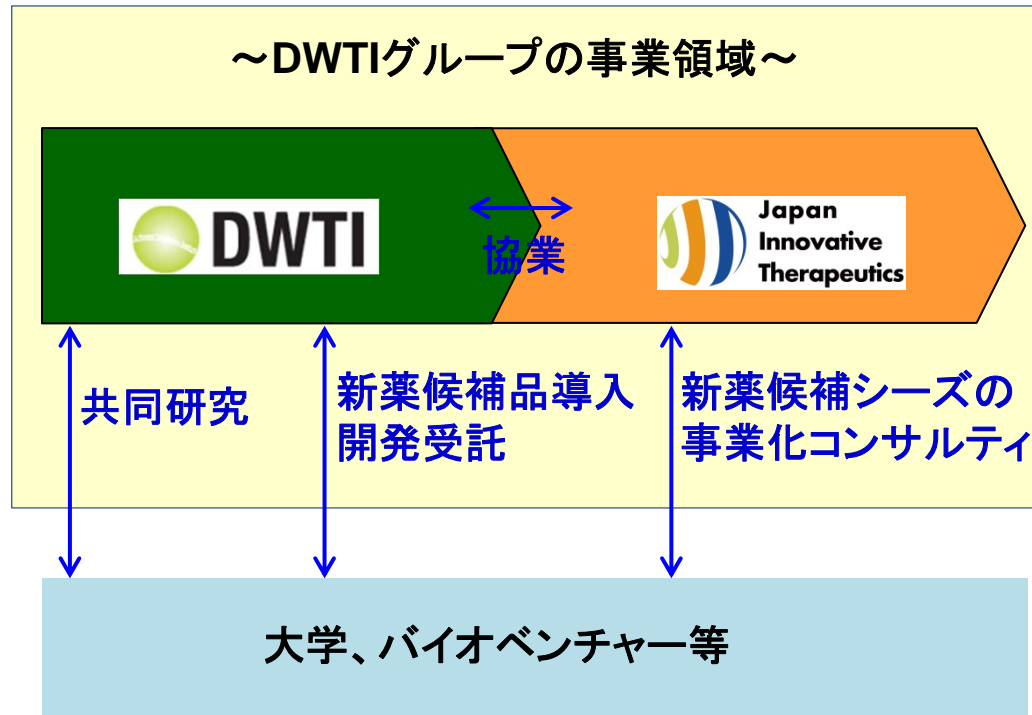 ～DWTIグループの事業領域～
DWTI
協業
Japan
Innovative
Therapeutics
共同研究
新薬候補品導入
開発受託
新薬候補シーズの
事業化コンサルティ
大学、バイオベンチャー等